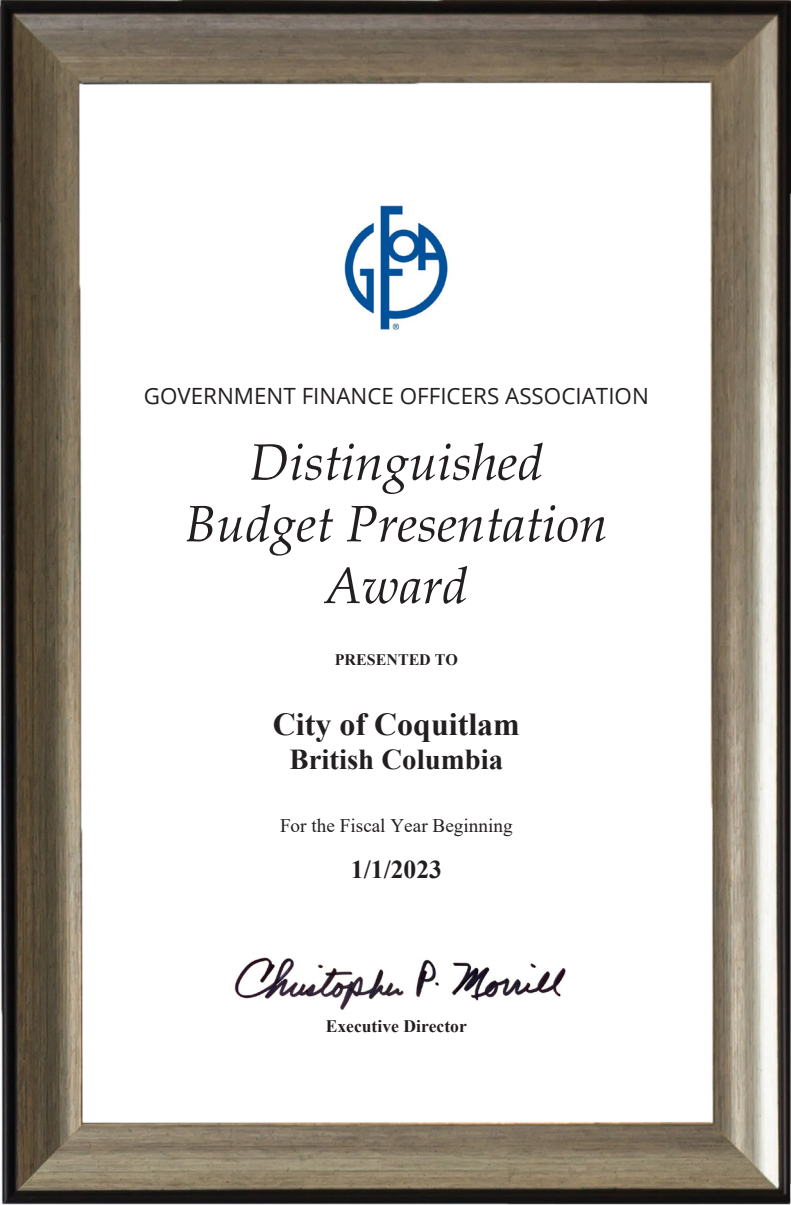 GFOA
®
GOVERNMENT FINANCE OFFICERS ASSOCIATION
Distinguished
Budget Presentation
Award
PRESENTED TO
City of Coquitlam
British Columbia
For the Fiscal Year Beginning
1/1/2023
Christopher P. Morrill
Executive Director